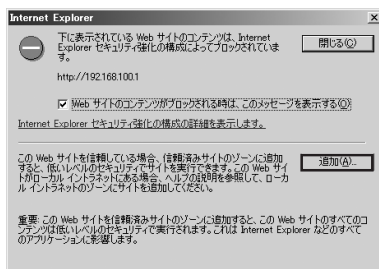 Internet Explorer
下に表示されている Web サイトのコンテンツは、Internet
Explorer セキュリティ強化の構成によってブロックされていま
す。
閉じる(C)
http://192.168.100.1
Web サイトのコンテンツがブロックされる時は、このメッセージを表示する(O)
Internet Explorer セキュリティ強化の構成の詳細を表示します。
この Web サイトを信頼している場合、信頼済みサイトのゾーンに追加
すると、低いレベルのセキュリティでサイトを実行できます。この Web サイ
トがローカル イントラネットにある場合、ヘルプの説明を参照して、ローカ
ル イントラネットのゾーンにサイトを追加してください。
追加(A)...
重要: この Web サイトを信頼済みサイトのゾーンに追加すると、この Web サイトのすべてのコ
ンテンツは低いレベルのセキュリティで実行されます。これは Internet Explorer などのすべて
のアプリケーションに影響します。